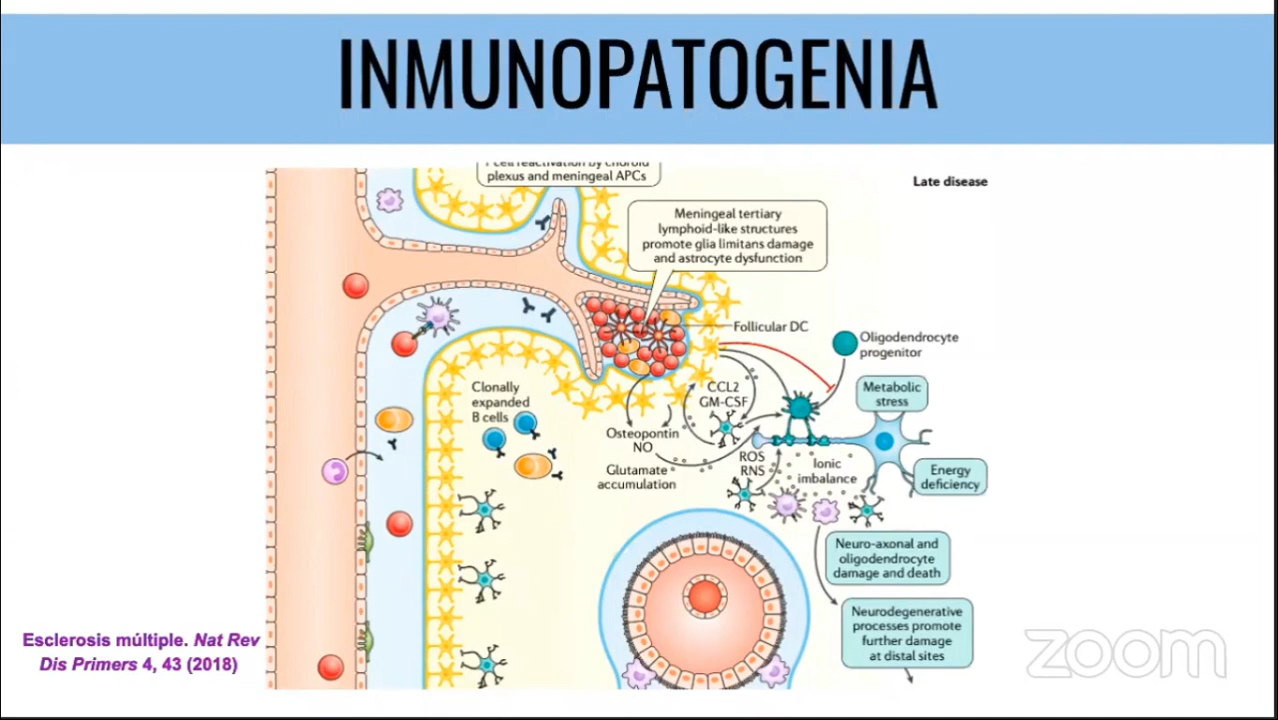 INMUNOPATOGENIA
T cell reactivation by choroid
plexus and meningeal APCs
Late disease
Meningeal tertiary
lymphoid-like structures
promote glia limitans damage
and astrocyte dysfunction
Follicular DC
Oligodendrocyte
progenitor
Metabolic
stress
Clonally
expanded
B cells
CCL2
GM-CSF
Osteopontin
NO
Glutamate
accumulation
ROS
RNS
Ionic
imbalance
Energy
deficiency
Neuro-axonal and
oligodendrocyte
damage and death
Neurodegenerative
processes promote
further damage
at distal sites
Esclerosis múltiple. Nat Rev
Dis Primers 4, 43 (2018)
zoom